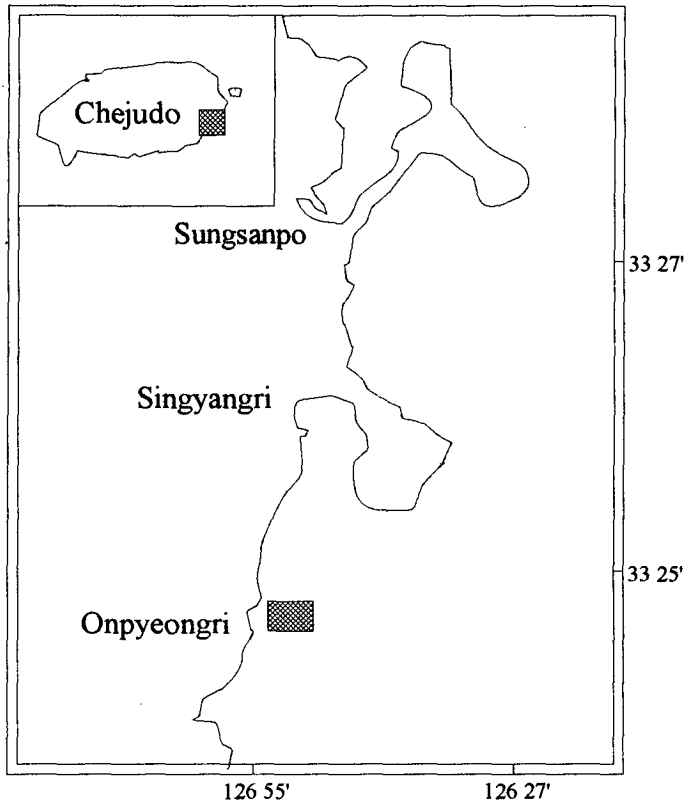 Chejudo
Sungsanpo
33 27'
Singyangri
33 25'
Onpyeongri
126 55'
126 27'